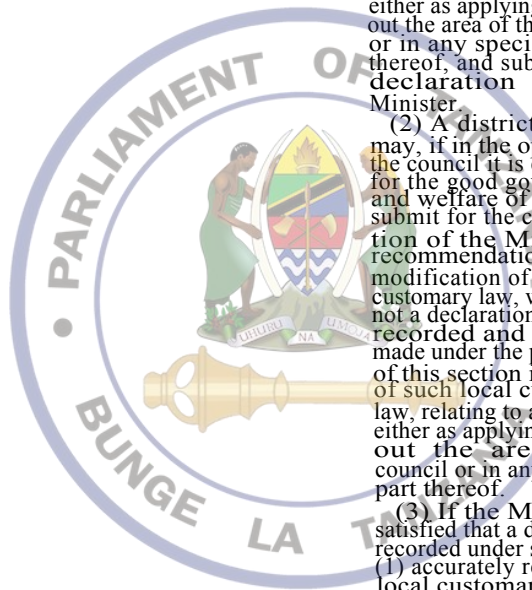 PARLIAMENT OF TANZANIA
BUNGE LA TANZANIA
UHURU NA UMOJA
either as applying
out the area of th
or in any speci
thereof, and sub
declaration
Minister.
(2) A district
may, if in the o
the council it is
for the good go
and welfare of
submit for the c
tion of the M
recommendatio
modification of
customary law, w
not a declaration
recorded and
made under the p
of this section i
of such local c
law, relating to a
either as applying
out the are
council or in an
part thereof.
(3) If the M
satisfied that a d
recorded under s
(1) accurately re
local customar